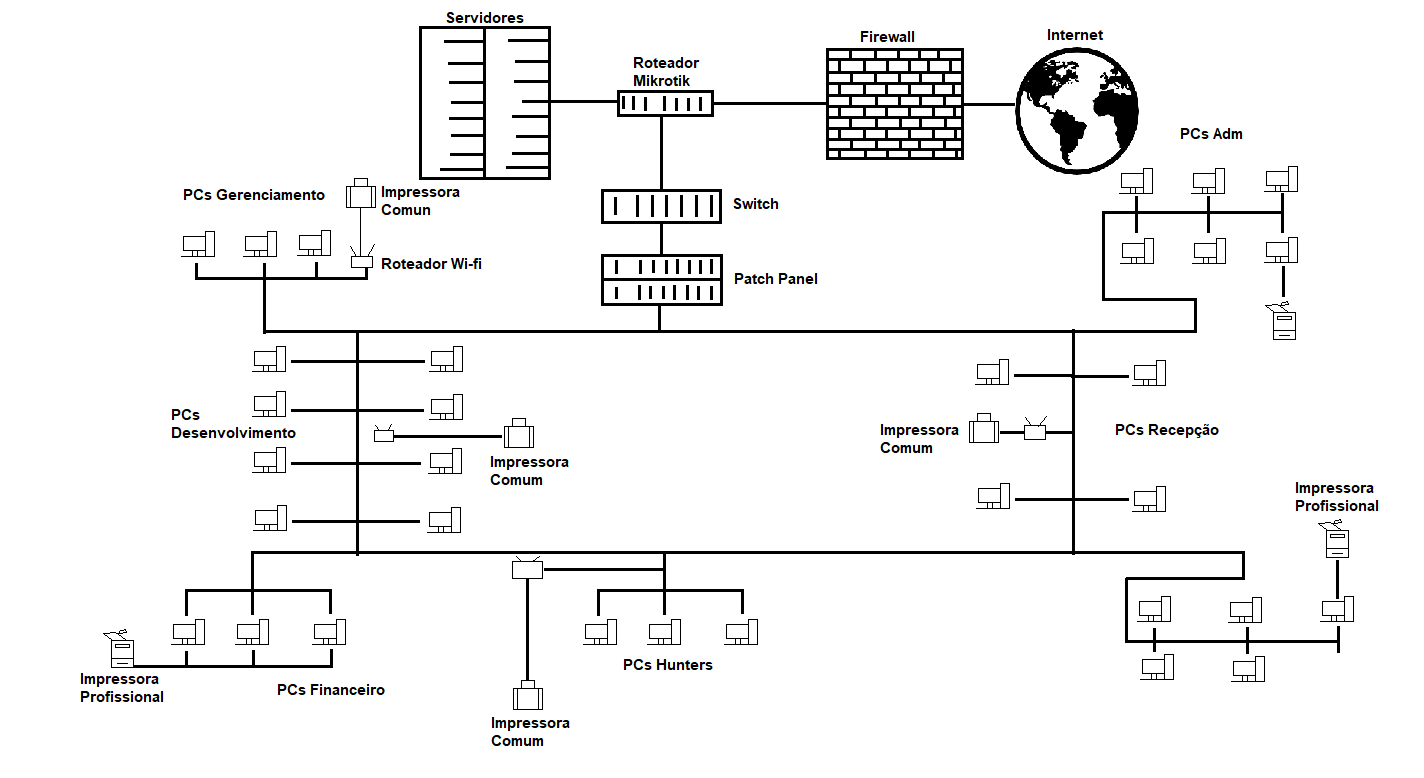 Servidores
Roteador
Mikrotik
Firewall
Internet
PCs Adm
PCs Gerenciamento
Impressora
Comun
Switch
Roteador Wi-fi
Patch Panel
PCs
Desenvolvimento
Impressora
Comum
Impressora
Comum
PCs Recepção
Impressora
Profissional
Impressora
Profissional
PCs Financeiro
PCs Hunters
Impressora
Comum